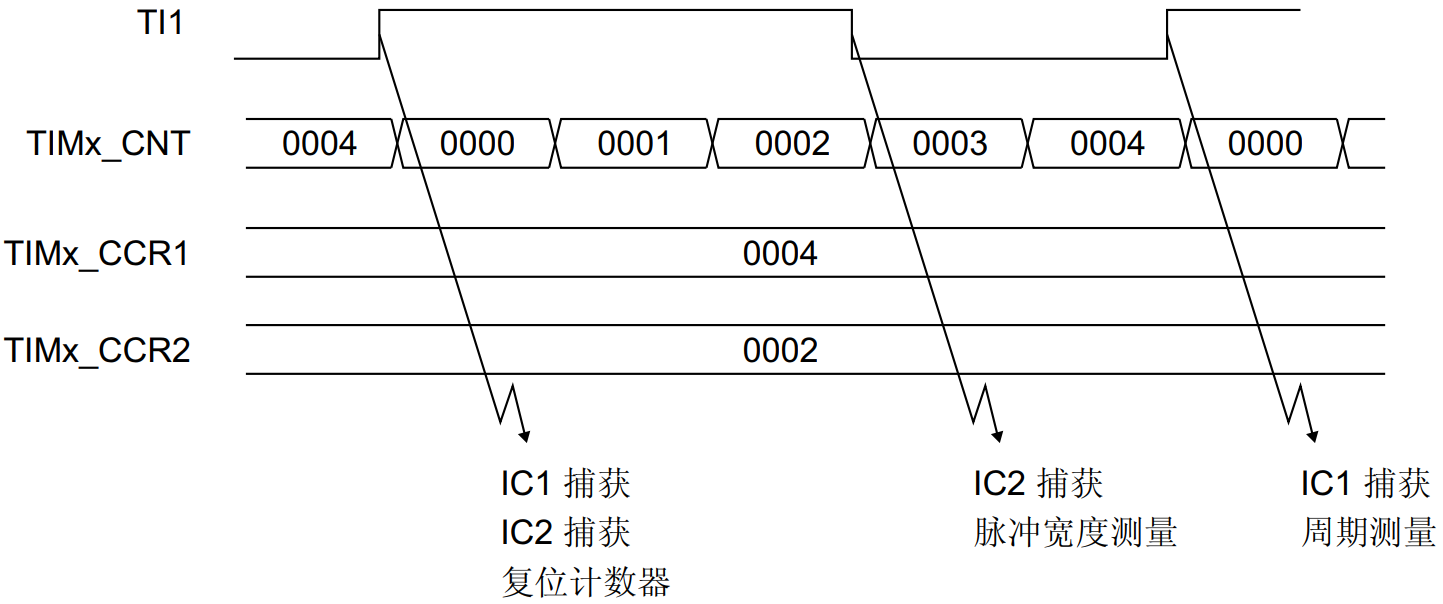 TI1
TIMx_CNT 0004 0000 0001 0002 0003 0004 0000
TIMx_CCR1 0004
TIMx_CCR2 0002
IC1 捕获
IC2 捕获
复位计数器
IC2 捕获
脉冲宽度测量
IC1 捕获
周期测量